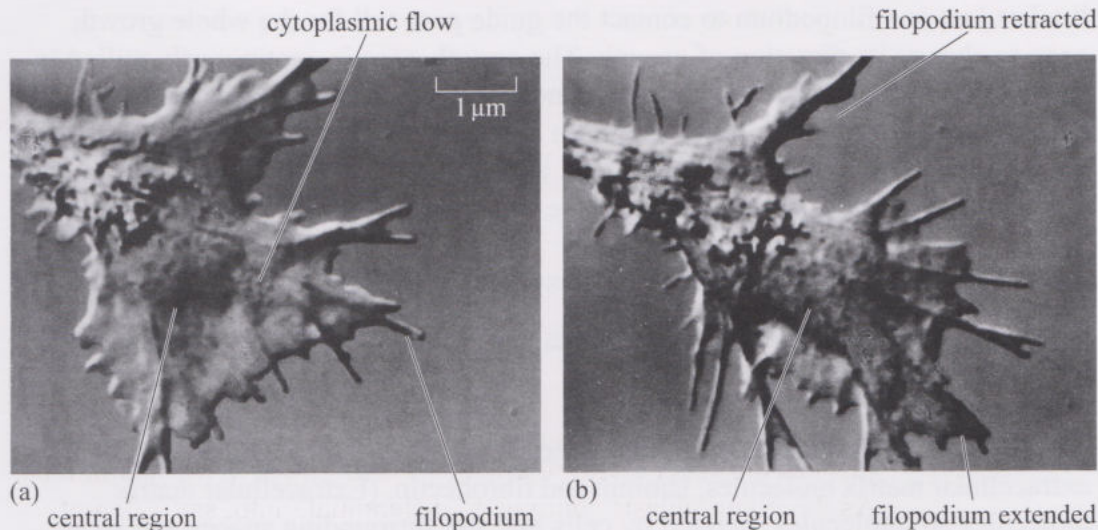 cytoplasmic flow
filopodium retracted
1 μm
(a)
central region
filopodium
(b)
central region
filopodium extended